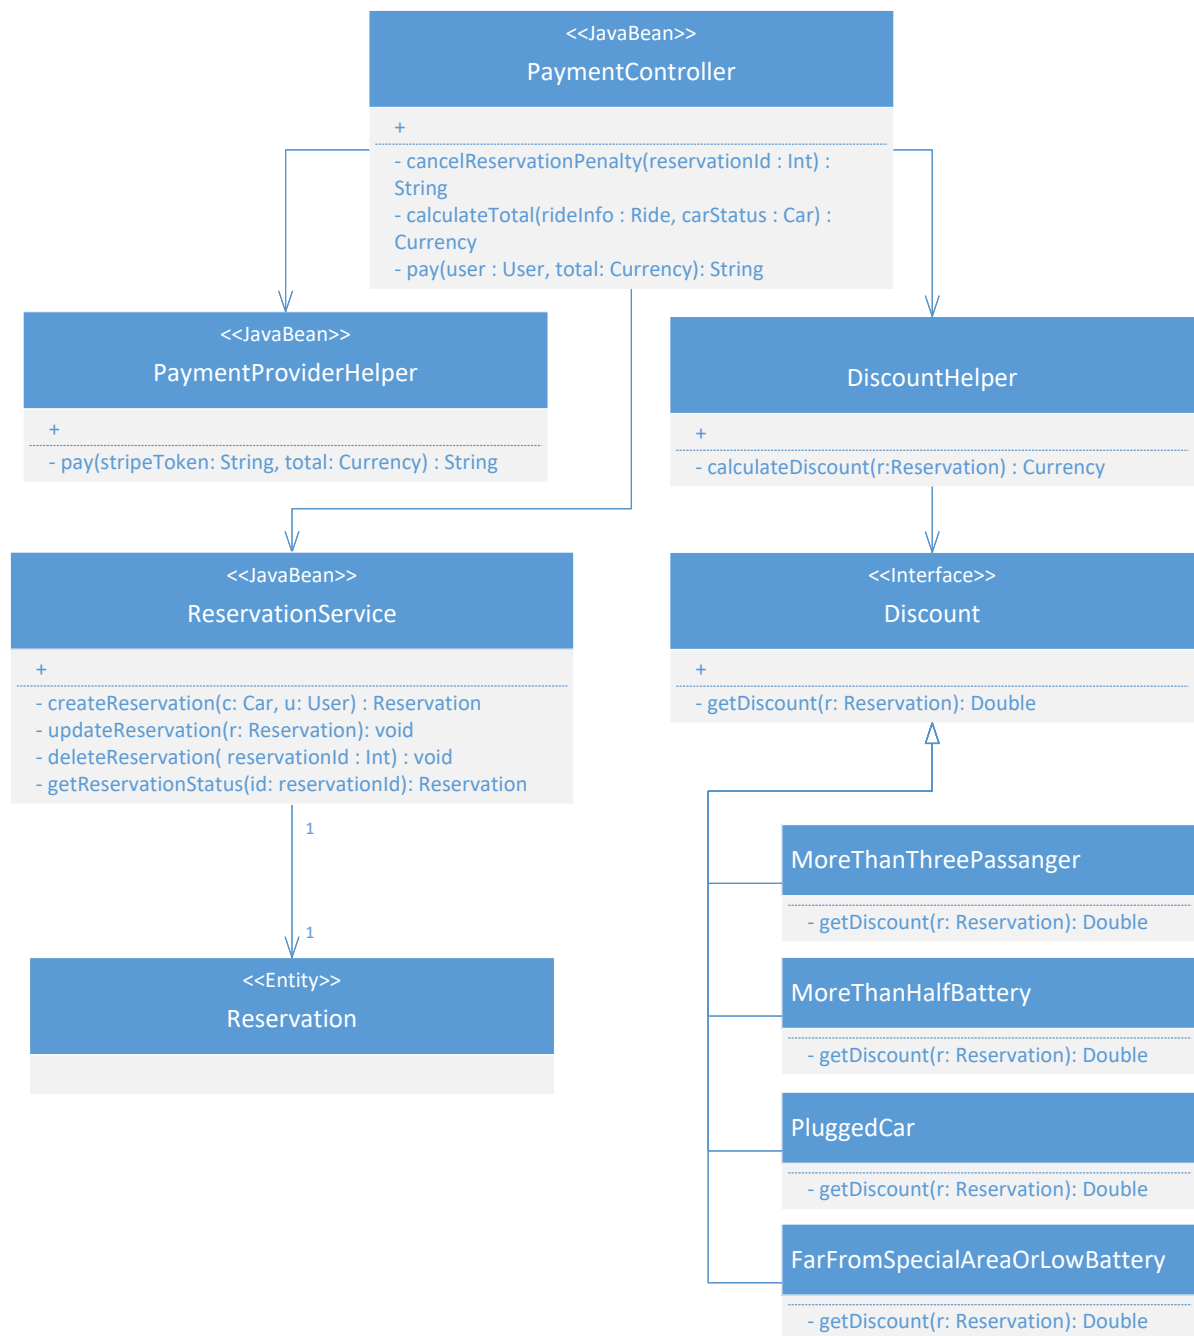 <<JavaBean>>
PaymentController
+
- cancelReservationPenalty(reservationId : Int) :
String
- calculateTotal(rideInfo : Ride, carStatus : Car) :
Currency
- pay(user : User, total: Currency): String
<<JavaBean>>
PaymentProviderHelper
+
- pay(stripeToken: String, total: Currency) : String
DiscountHelper
+
- calculateDiscount(r:Reservation) : Currency
<<JavaBean>>
ReservationService
+
- createReservation(c: Car, u: User) : Reservation
- updateReservation(r: Reservation): void
- deleteReservation( reservationId : Int) : void
- getReservationStatus(id: reservationId): Reservation
<<Interface>>
Discount
+
- getDiscount(r: Reservation): Double
1
1
<<Entity>>
Reservation
MoreThanThreePassanger
- getDiscount(r: Reservation): Double
MoreThanHalfBattery
- getDiscount(r: Reservation): Double
PluggedCar
- getDiscount(r: Reservation): Double
FarFromSpecialAreaOrLowBattery
- getDiscount(r: Reservation): Double